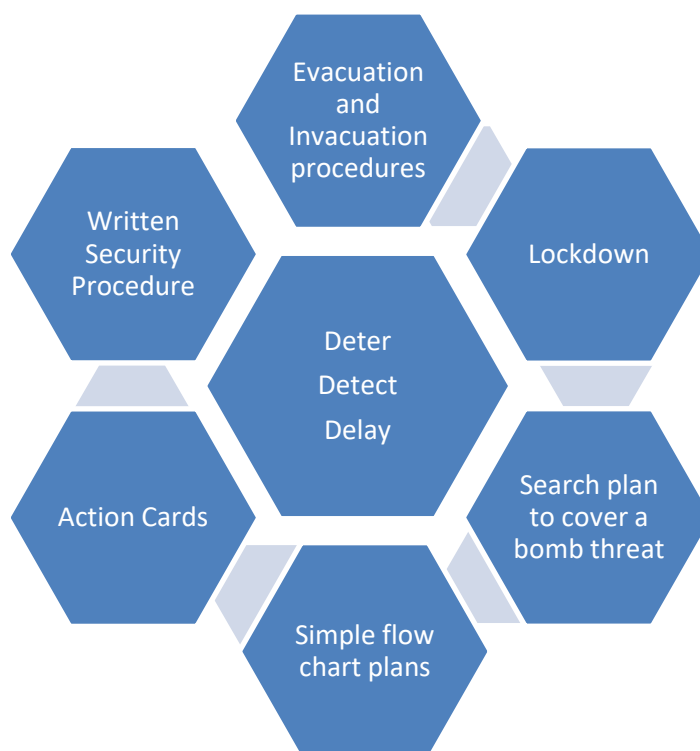 Evacuation
and
Invacuation
procedures
Lockdown
Search plan
to cover a
bomb threat
Simple flow
chart plans
Action Cards
Written
Security
Procedure
Deter
Detect
Delay